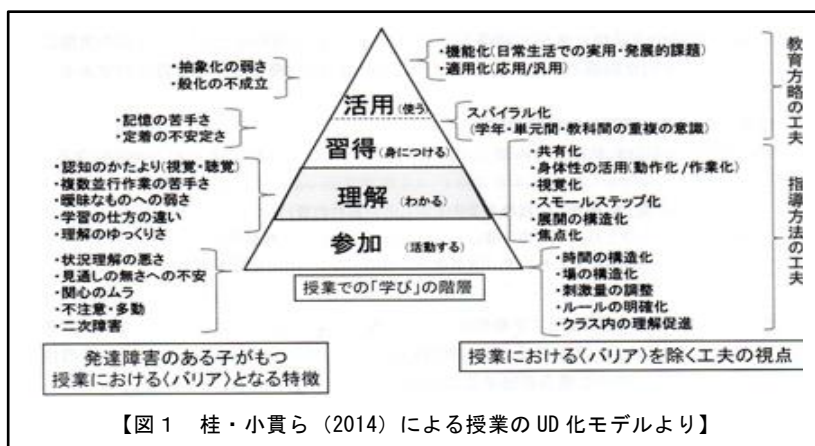 ・抽象化の弱さ
・般化の不成立
・記憶の苦手さ
・定着の不安定さ
・認知のかたより(視覚・聴覚)
・複数並行作業の苦手さ
・曖昧なものへの弱さ
・学習の仕方の違い
・理解のゆっくりさ
・状況理解の悪さ
・見通しの無さへの不安
・関心のムラ
・不注意・多動
・二次障害
発達障害のある子がもつ
授業における〈バリア〉となる特徴
活用(使う)
習得(身につける)
理解(わかる)
参加(活動する)
授業での「学び」の階層
・機能化(日常生活での実用・発展的課題)
・適用化(応用/汎用)
スパイラル化
(学年・単元間・教科間の重複の意識)
・共有化
・身体性の活用(動作化/作業化)
・視覚化
・スモールステップ化
・展開の構造化
・焦点化
・時間の構造化
・場の構造化
・刺激量の調整
・ルールの明確化
・クラス内の理解促進
教育方略の工夫
指導方法の工夫
授業における〈バリア〉を除く工夫の視点
【図1 桂・小貫ら(2014)による授業のUD化モデルより】